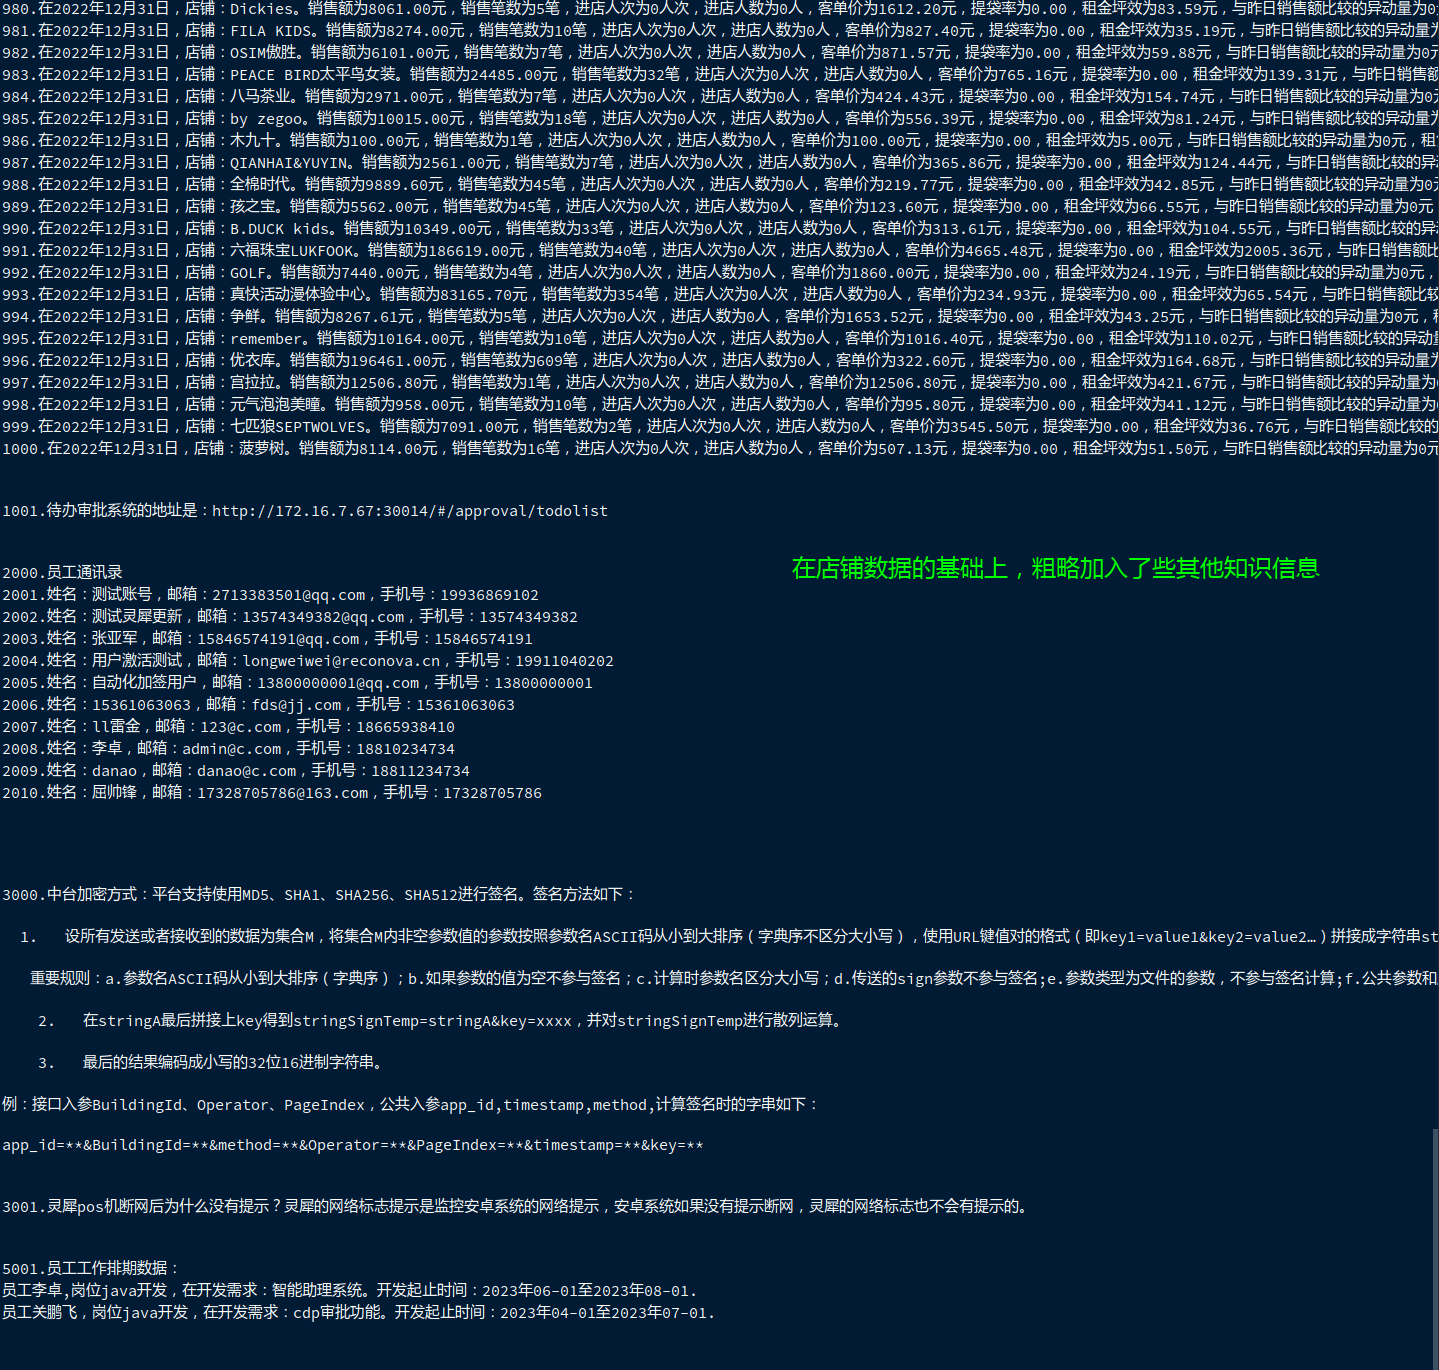 980.在2022年12月31日，店铺：Dickies。销售额为8061.00元，销售笔数为5笔，进店人次为0人次，进店人数为0人，客单价为1612.20元，提袋率为0.00，租金坪效为83.59元，与昨日销售额比较的异动量为0
981.在2022年12月31日，店铺：FILA KIDS。销售额为8274.00元，销售笔数为10笔，进店人次为0人次，进店人数为0人，客单价为827.40元，提袋率为0.00，租金坪效为35.19元，与昨日销售额比较的异动量为
982.在2022年12月31日，店铺：OSIM傲胜。销售额为6101.00元，销售笔数为7笔，进店人次为0人次，进店人数为0人，客单价为871.57元，提袋率为0.00，租金坪效为59.88元，与昨日销售额比较的异动量为0元
983.在2022年12月31日，店铺：PEACE BIRD太平鸟女装。销售额为24485.00元，销售笔数为32笔，进店人次为0人次，进店人数为0人，客单价为765.16元，提袋率为0.00，租金坪效为139.31元，与昨日销售额
984.在2022年12月31日，店铺：八马茶业。销售额为2971.00元，销售笔数为7笔，进店人次为0人次，进店人数为0人，客单价为424.43元，提袋率为0.00，租金坪效为154.74元，与昨日销售额比较的异动量为0
985.在2022年12月31日，店铺：by zegoo。销售额为10015.00元，销售笔数为18笔，进店人次为0人次，进店人数为0人，客单价为556.39元，提袋率为0.00，租金坪效为81.24元，与昨日销售额比较的异动量为
986.在2022年12月31日，店铺：木九十。销售额为100.00元，销售笔数为1笔，进店人次为0人次，进店人数为0人，客单价为100.00元，提袋率为0.00，租金坪效为5.00元，与昨日销售额比较的异动量为0元，租
987.在2022年12月31日，店铺：QIANHAI&YUYIN。销售额为2561.00元，销售笔数为7笔，进店人次为0人次，进店人数为0人，客单价为365.86元，提袋率为0.00，租金坪效为124.44元，与昨日销售额比较的异
988.在2022年12月31日，店铺：全棉时代。销售额为9889.60元，销售笔数为45笔，进店人次为0人次，进店人数为0人，客单价为219.77元，提袋率为0.00，租金坪效为42.85元，与昨日销售额比较的异动量为0
989.在2022年12月31日，店铺：孩之宝。销售额为5562.00元，销售笔数为45笔，进店人次为0人次，进店人数为0人，客单价为123.60元，提袋率为0.00，租金坪效为66.55元，与昨日销售额比较的异动量为0元
990.在2022年12月31日，店铺：B.DUCK kids。销售额为10349.00元，销售笔数为33笔，进店人次为0人次，进店人数为0人，客单价为313.61元，提袋率为0.00，租金坪效为104.55元，与昨日销售额比较的异
991.在2022年12月31日，店铺：六福珠宝LUKFOOK。销售额为186619.00元，销售笔数为40笔，进店人次为0人次，进店人数为0人，客单价为4665.48元，提袋率为0.00，租金坪效为2005.36元，与昨日销售额比
992.在2022年12月31日，店铺：GOLF。销售额为7440.00元，销售笔数为4笔，进店人次为0人次，进店人数为0人，客单价为1860.00元，提袋率为0.00，租金坪效为24.19元，与昨日销售额比较的异动量为0元，
993.在2022年12月31日，店铺：真快活动漫体验中心。销售额为83165.70元，销售笔数为354笔，进店人次为0人次，进店人数为0人，客单价为234.93元，提袋率为0.00，租金坪效为65.54元，与昨日销售额比较
994.在2022年12月31日，店铺：争鲜。销售额为8267.61元，销售笔数为5笔，进店人次为0人次，进店人数为0人，客单价为1653.52元，提袋率为0.00，租金坪效为43.25元，与昨日销售额比较的异动量为0元，租
995.在2022年12月31日，店铺：remember。销售额为10164.00元，销售笔数为10笔，进店人次为0人次，进店人数为0人，客单价为1016.40元，提袋率为0.00，租金坪效为110.02元，与昨日销售额比较的异动
996.在2022年12月31日，店铺：优衣库。销售额为196461.00元，销售笔数为609笔，进店人次为0人次，进店人数为0人，客单价为322.60元，提袋率为0.00，租金坪效为164.68元，与昨日销售额比较的异动量为
997.在2022年12月31日，店铺：宫拉拉。销售额为12506.80元，销售笔数为1笔，进店人次为0人次，进店人数为0人，客单价为12506.80元，提袋率为0.00，租金坪效为421.67元，与昨日销售额比较的异动量为
998.在2022年12月31日，店铺：元气泡泡美瞳。销售额为958.00元，销售笔数为10笔，进店人次为0人次，进店人数为0人，客单价为95.80元，提袋率为0.00，租金坪效为41.12元，与昨日销售额比较的异动量为
999.在2022年12月31日，店铺：七匹狼SEPTWOLVES。销售额为7091.00元，销售笔数为2笔，进店人次为0人次，进店人数为0人，客单价为3545.50元，提袋率为0.00，租金坪效为36.76元，与昨日销售额比较的
1000.在2022年12月31日，店铺：菠萝树。销售额为8114.00元，销售笔数为16笔，进店人次为0人次，进店人数为0人，客单价为507.13元，提袋率为0.00，租金坪效为51.50元，与昨日销售额比较的异动量为0元
1001.待办审批系统的地址是：http://172.16.7.67:30014/#/approval/todolist
在店铺数据的基础上，粗略加入了些其他知识信息
2000.员工通讯录
2001.姓名：测试账号，邮箱：2713383501@qq.com，手机号：19936869102
2002.姓名：测试灵犀更新，邮箱：13574349382@qq.com，手机号：13574349382
2003.姓名：张亚军，邮箱：15846574191@qq.com，手机号：15846574191
2004.姓名：用户激活测试，邮箱：longweiwei@reconova.cn，手机号：19911040202
2005.姓名：自动化加签用户，邮箱：13800000001@qq.com，手机号：13800000001
2006.姓名：15361063063，邮箱：fds@jj.com，手机号：15361063063
2007.姓名：ll雷金，邮箱：123@c.com，手机号：18665938410
2008.姓名：李卓，邮箱：admin@c.com，手机号：18810234734
2009.姓名：danao，邮箱：danao@c.com，手机号：18811234734
2010.姓名：屈帅锋，邮箱：17328705786@163.com，手机号：17328705786
3000.中台加密方式：平台支持使用MD5、SHA1、SHA256、SHA512进行签名。签名方法如下：
1. 设所有发送或者接收到的数据为集合M，将集合M内非空参数值的参数按照参数名ASCII码从小到大排序（字典序不区分大小写），使用URL键值对的格式（即key1=value1&key2=value2…）拼接成字符串st
重要规则：a.参数名ASCII码从小到大排序（字典序）；b.如果参数的值为空不参与签名；c.计算时参数名区分大小写；d.传送的sign参数不参与签名;e.参数类型为文件的参数，不参与签名计算;f.公共参数和
2. 在stringA最后拼接上key得到stringSignTemp=stringA&key=xxxx，并对stringSignTemp进行散列运算。
3. 最后的结果编码成小写的32位16进制字符串。
例：接口入参BuildingId、Operator、PageIndex，公共入参app_id,timestamp,method,计算签名时的字串如下：
app_id=**&BuildingId=**&method=**&Operator=**&PageIndex=**&timestamp=**&key=**
3001.灵犀pos机断网后为什么没有提示？灵犀的网络标志提示是监控安卓系统的网络提示，安卓系统如果没有提示断网，灵犀的网络标志也不会有提示的。
5001.员工工作排期数据：
员工李卓,岗位java开发，在开发需求：智能助理系统。开发起止时间：2023年06-01至2023年08-01.
员工关鹏飞，岗位java开发，在开发需求：cdp审批功能。开发起止时间：2023年04-01至2023年07-01.